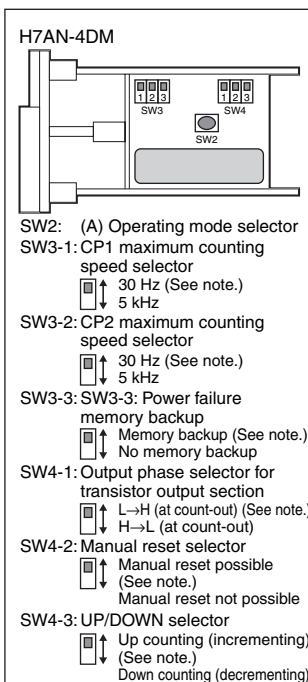 H7AN-4DM
1 2 3 1 2 3
SW3 SW4
SW2
SW2: (A) Operating mode selector
SW3-1: CP1 maximum counting
speed selector
30 Hz (See note.)
5 kHz
SW3-2: CP2 maximum counting
speed selector
30 Hz (See note.)
5 kHz
SW3-3: SW3-3: Power failure
memory backup
Memory backup (See note.)
No memory backup
SW4-1: Output phase selector for
transistor output section
L→H (at count-out) (See note.)
H→L (at count-out)
SW4-2: Manual reset selector
Manual reset possible
(See note.)
Manual reset not possible
SW4-3: UP/DOWN selector
Up counting (incrementing)
(See note.)
Down counting (decrementing)